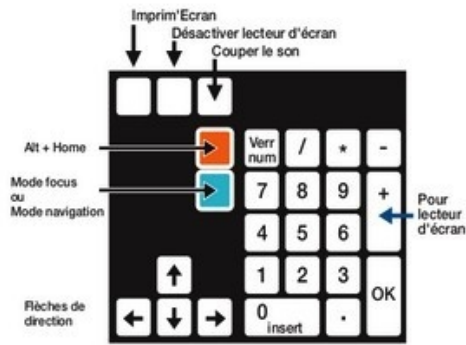 Imprim'Ecran
Désactiver lecteur d'écran
Couper le son
Alt + Home
Verr
num
/
*
-
Mode focus
ou
Mode navigation
7
8
9
+
Pour
lecteur
d'écran
4
5
6
↑
1
2
3
OK
Flèches de
direction
← ↓ →
0
insert
.